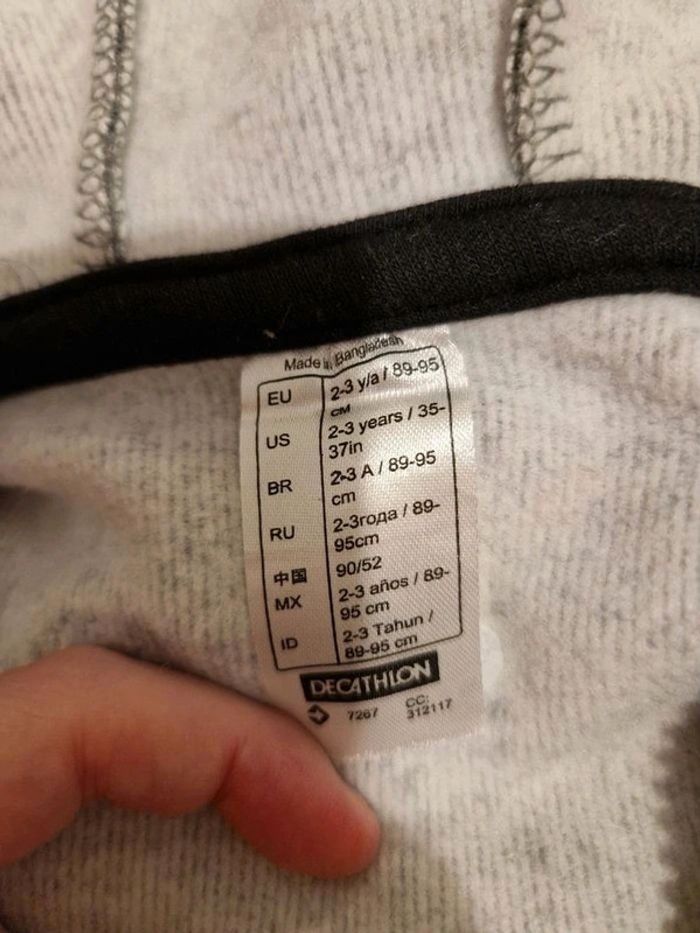 Made in Bangladesh
EU 2-3 y/a / 89-95
CM
US 2-3 years / 35-
37in
BR 2-3 A / 89-95
cm
RU 2-3года / 89-
95cm
中国 90/52
MX 2-3 años / 89-
95 cm
ID 2-3 Tahun /
89-95 cm
DECATHLON
7267 CC:
312117